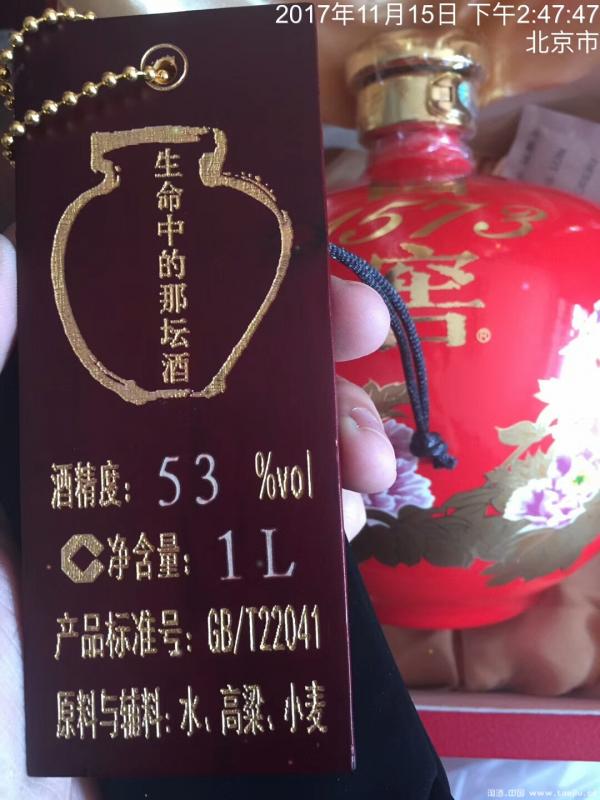 2017年11月15日 下午2:47:47
北京市
生命中的那坛酒
1573
窖®
酒精度: 53 %vol
净含量: 1 L
产品标准号: GB/T22041
原料与辅料: 水、高粱、小麦